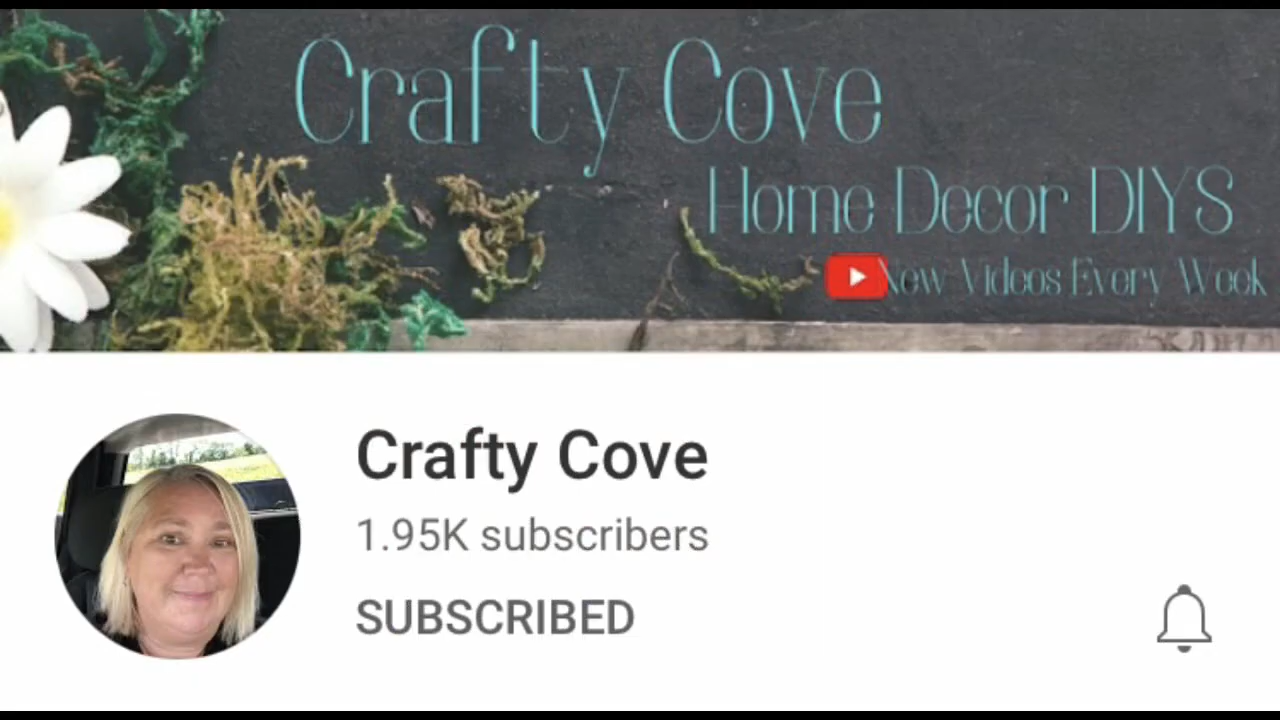 Crafty Cove
Home Decor DIYS
New Videos Every Week
Crafty Cove
1.95K subscribers
SUBSCRIBED